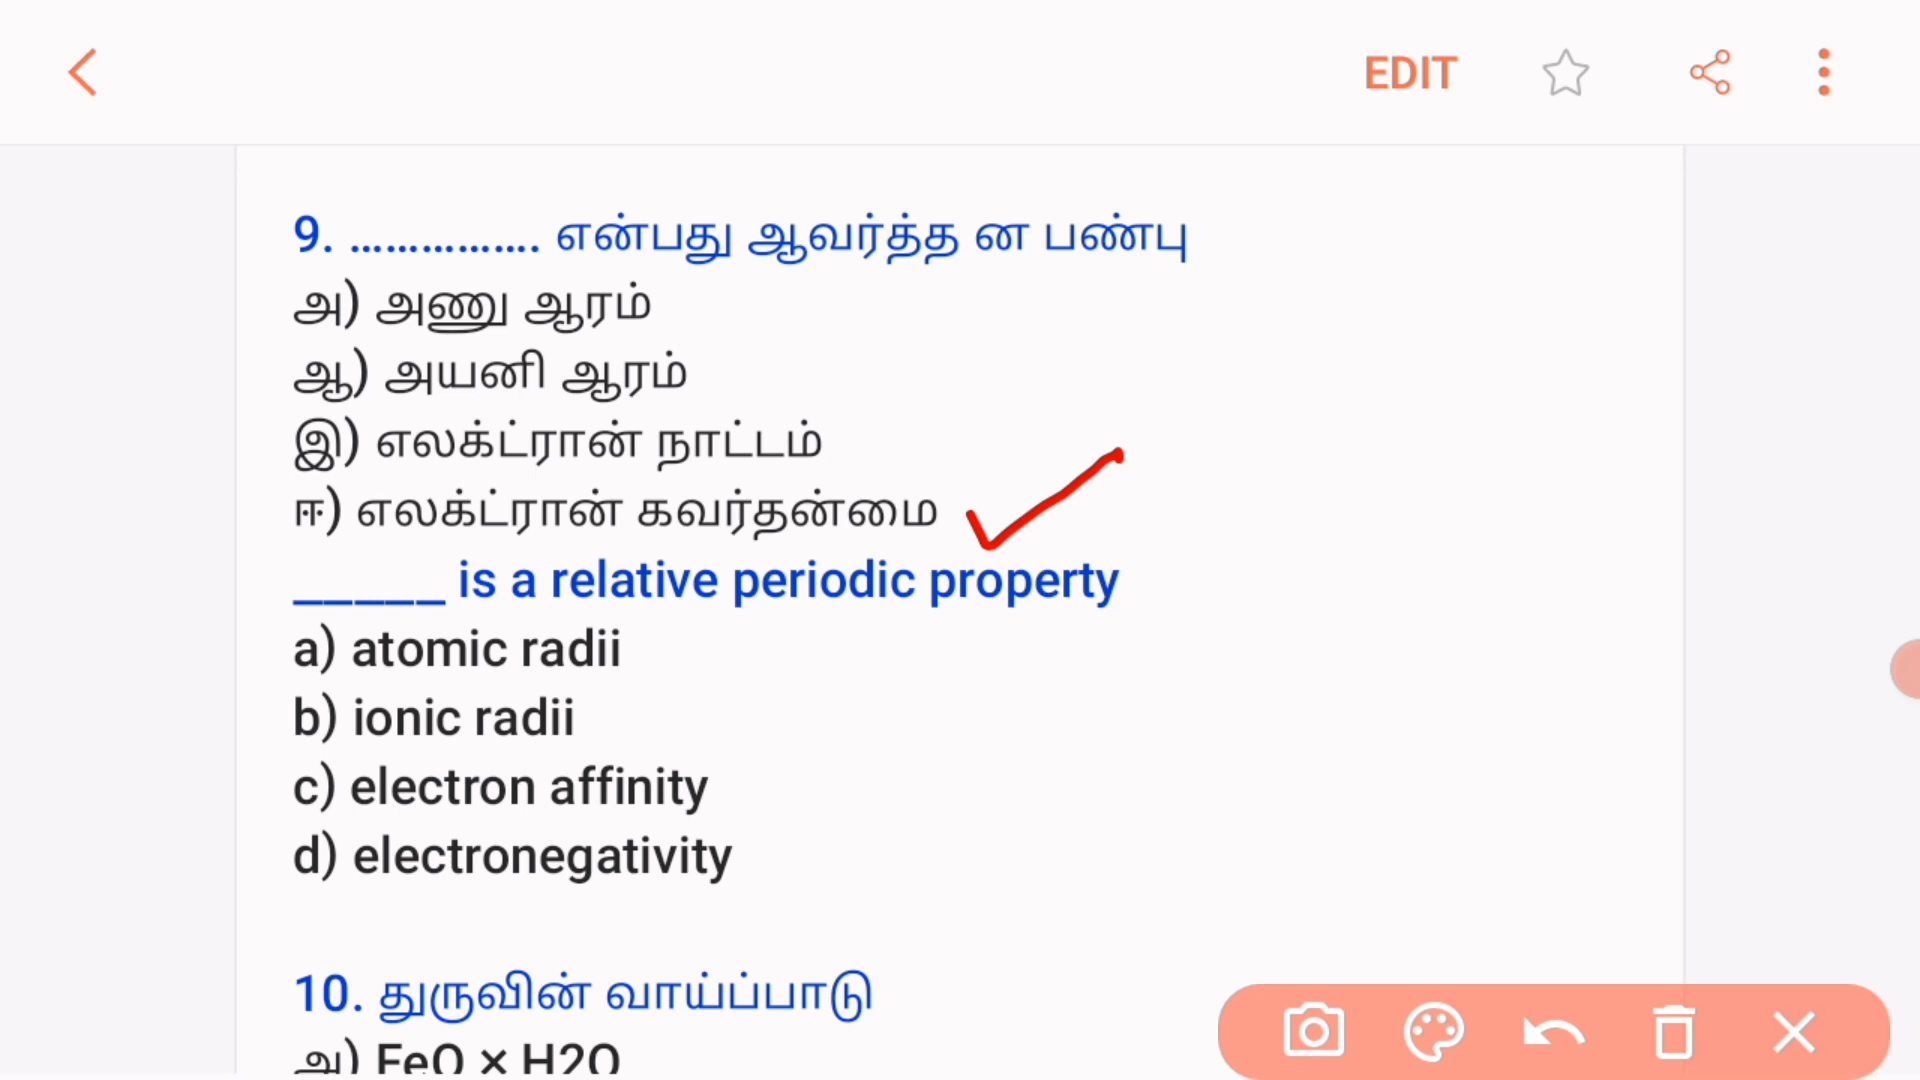 EDIT
9. ................ என்பது ஆவர்த்த ன பண்பு
அ) அணு ஆரம்
ஆ) அயனி ஆரம்
இ) எலக்ட்ரான் நாட்டம்
ஈ) எலக்ட்ரான் கவர்தன்மை
_____ is a relative periodic property
a) atomic radii
b) ionic radii
c) electron affinity
d) electronegativity
10. துருவின் வாய்ப்பாடு
அ) FeO × H2O